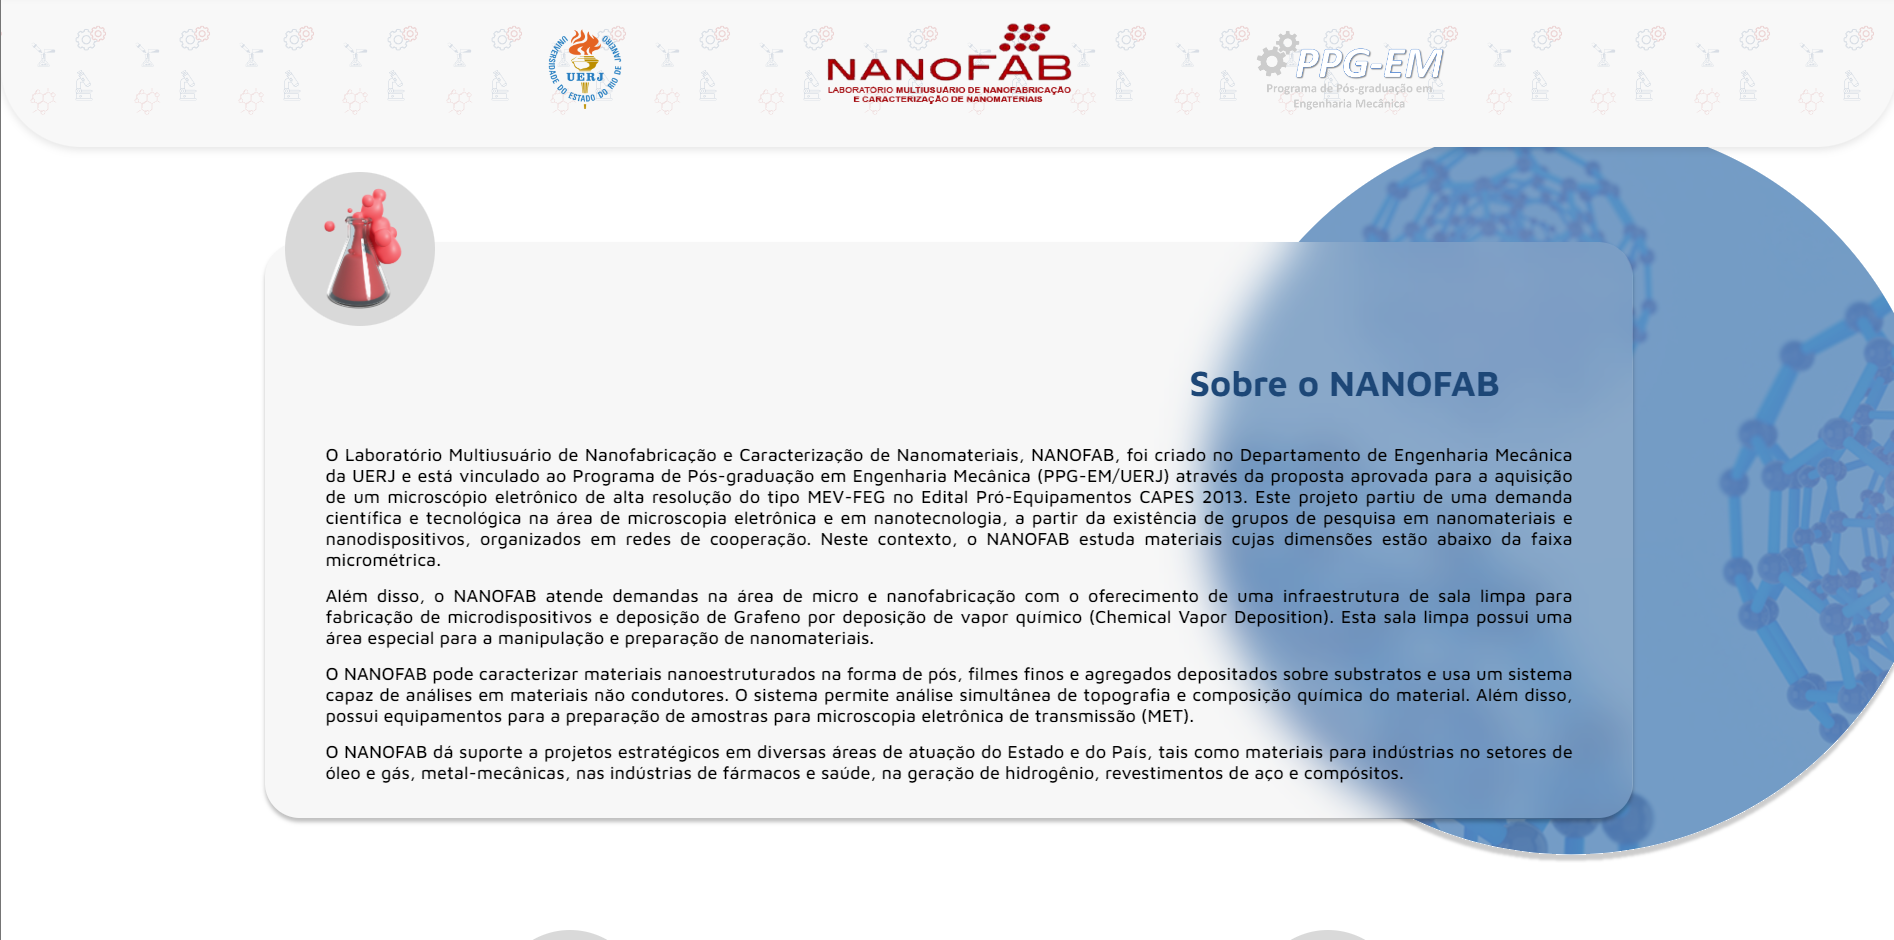 UNIVERSIDADE DO ESTADO DO RIO DE JANEIRO
UERJ
NANOFAB
LABORATÓRIO MULTIUSUÁRIO DE NANOFABRICAÇÃO
E CARACTERIZAÇÃO DE NANOMATERIAIS
PPG-EM
Programa de Pós-graduação em
Engenharia Mecânica
Sobre o NANOFAB
O Laboratório Multiusuário de Nanofabricação e Caracterização de Nanomateriais, NANOFAB, foi criado no Departamento de Engenharia Mecânica
da UERJ e está vinculado ao Programa de Pós-graduação em Engenharia Mecânica (PPG-EM/UERJ) através da proposta aprovada para a aquisição
de um microscópio eletrônico de alta resolução do tipo MEV-FEG no Edital Pró-Equipamentos CAPES 2013. Este projeto partiu de uma demanda
científica e tecnológica na área de microscopia eletrônica e em nanotecnologia, a partir da existência de grupos de pesquisa em nanomateriais e
nanodispositivos, organizados em redes de cooperação. Neste contexto, o NANOFAB estuda materiais cujas dimensões estão abaixo da faixa
micrométrica.
Além disso, o NANOFAB atende demandas na área de micro e nanofabricação com o oferecimento de uma infraestrutura de sala limpa para
fabricação de microdispositivos e deposição de Grafeno por deposição de vapor químico (Chemical Vapor Deposition). Esta sala limpa possui uma
área especial para a manipulação e preparação de nanomateriais.
O NANOFAB pode caracterizar materiais nanoestruturados na forma de pós, filmes finos e agregados depositados sobre substratos e usa um sistema
capaz de análises em materiais não condutores. O sistema permite análise simultânea de topografia e composição química do material. Além disso,
possui equipamentos para a preparação de amostras para microscopia eletrônica de transmissão (MET).
O NANOFAB dá suporte a projetos estratégicos em diversas áreas de atuação do Estado e do País, tais como materiais para indústrias no setores de
óleo e gás, metal-mecânicas, nas indústrias de fármacos e saúde, na geração de hidrogênio, revestimentos de aço e compósitos.